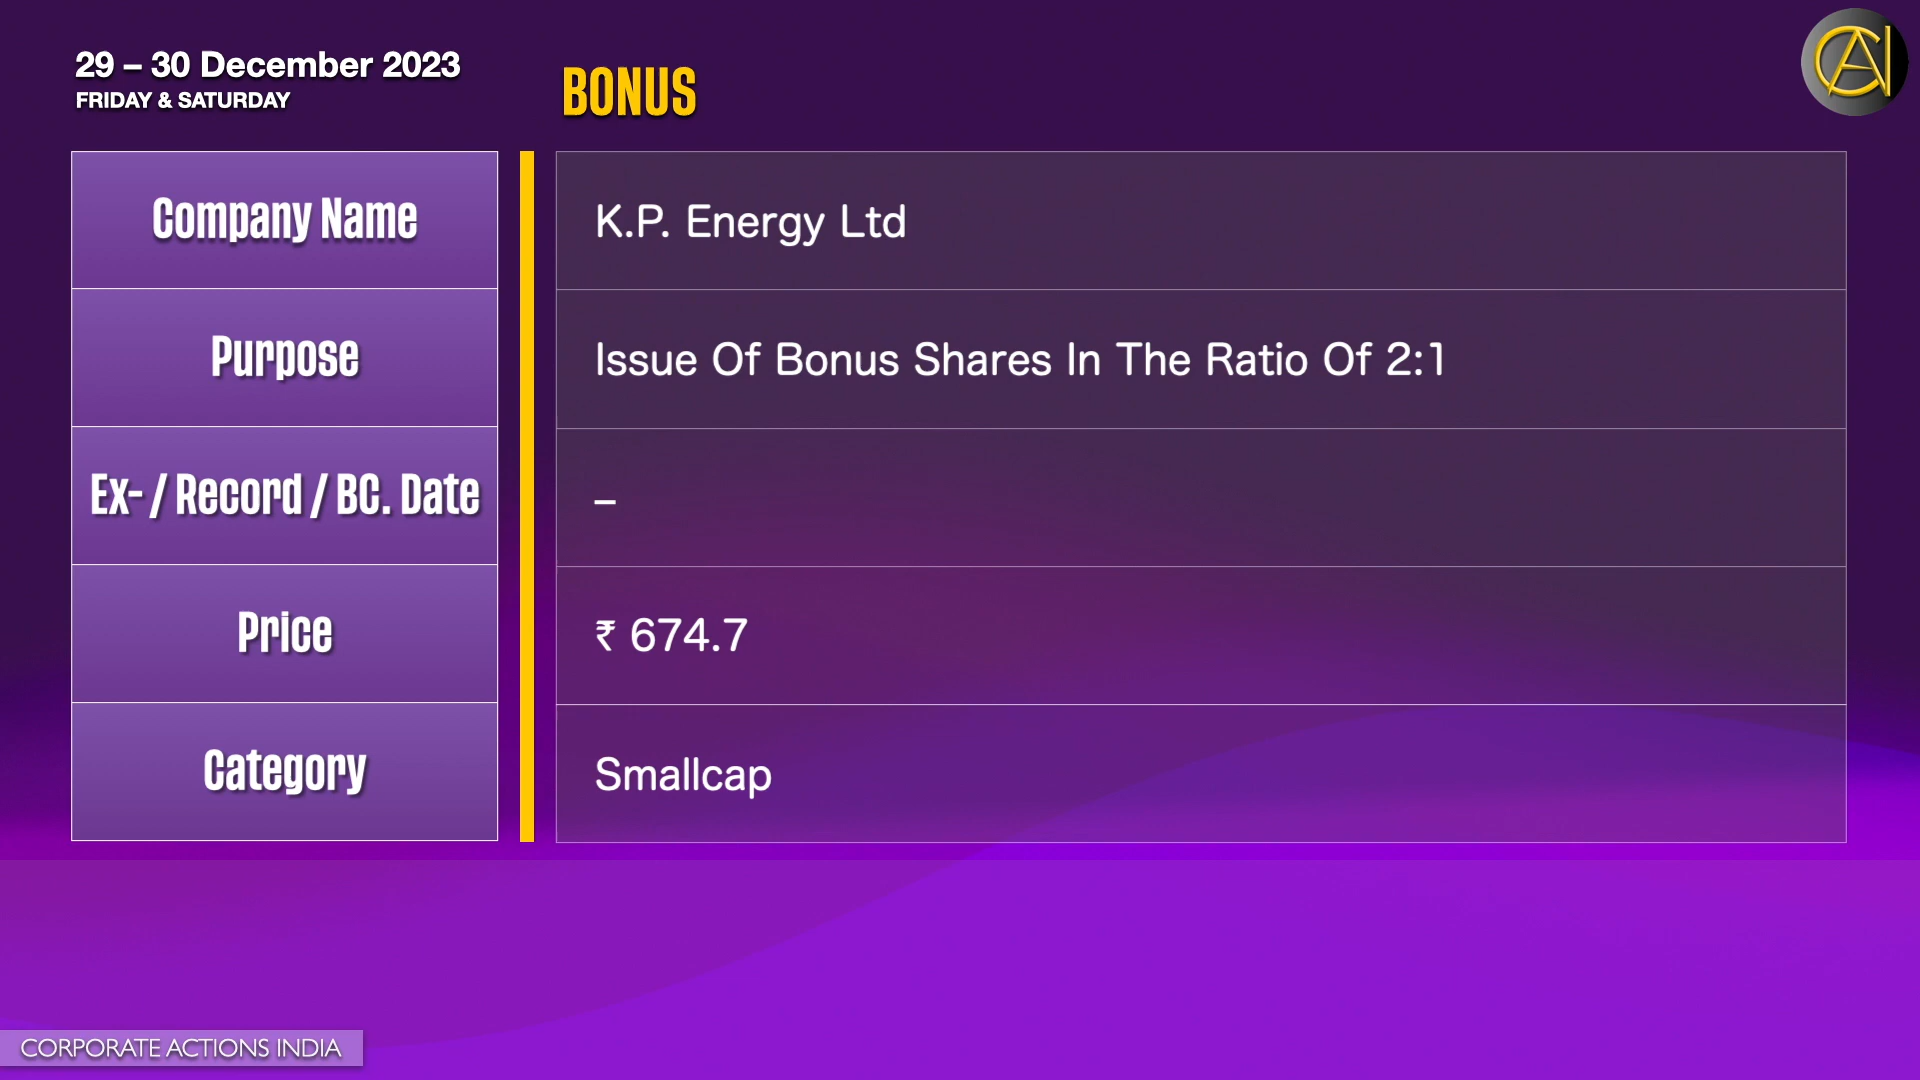 29 – 30 December 2023
FRIDAY & SATURDAY
BONUS
CAI
Company Name
K.P. Energy Ltd
Purpose
Issue Of Bonus Shares In The Ratio Of 2:1
Ex- / Record / BC. Date
–
Price
₹ 674.7
Category
Smallcap
CORPORATE ACTIONS INDIA